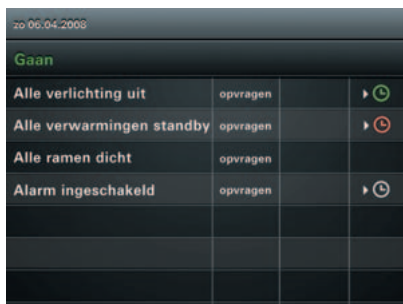 zo 06.04.2008
Gaan
Alle verlichting uit opvragen
Alle verwarmingen standby opvragen
Alle ramen dicht opvragen
Alarm ingeschakeld opvragen